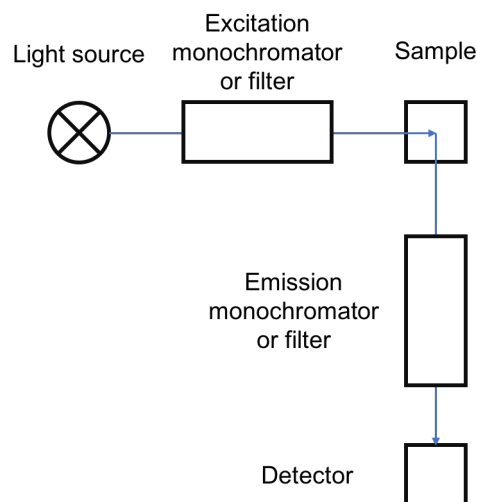 Excitation
Light source monochromator Sample
or filter
Emission
monochromator
or filter
Detector